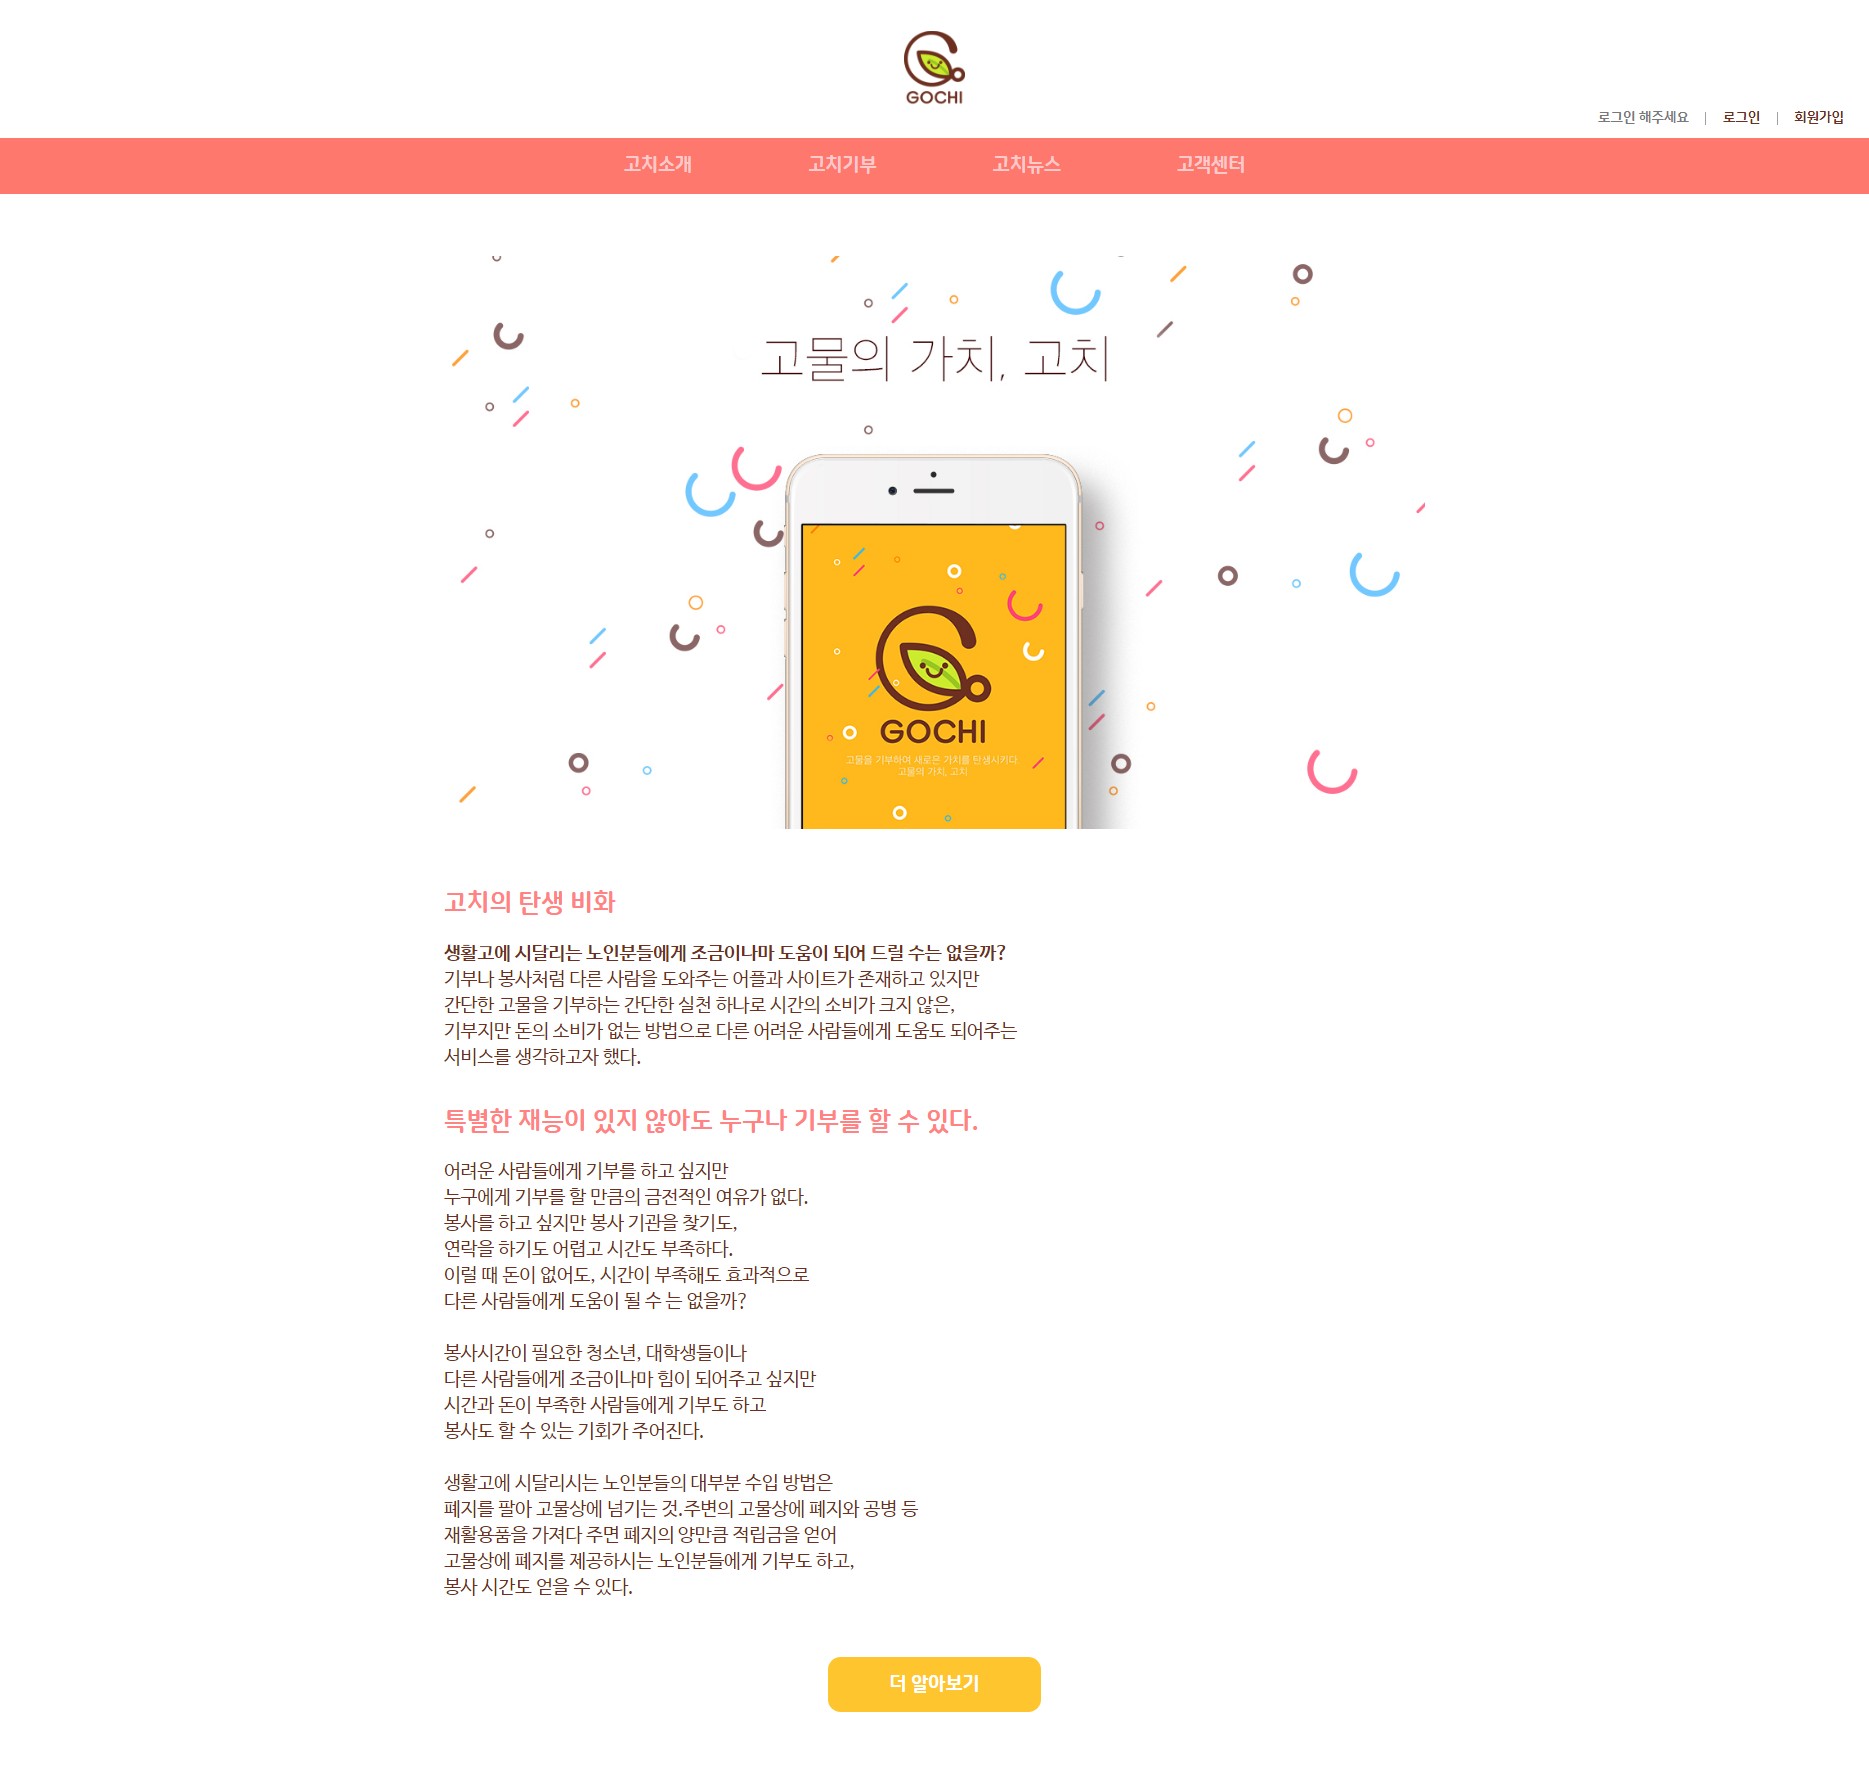 GOCHI
로그인 해주세요 | 로그인 | 회원가입
고치소개 고치기부 고치뉴스 고객센터
고물의 가치, 고치
GOCHI
고물을 기부하여 새로운 가치를 탄생시키다.
고물의 가치, 고치
고치의 탄생 비화
생활고에 시달리는 노인분들에게 조금이나마 도움이 되어 드릴 수는 없을까?
기부나 봉사처럼 다른 사람을 도와주는 어플과 사이트가 존재하고 있지만
간단한 고물을 기부하는 간단한 실천 하나로 시간의 소비가 크지 않은,
기부지만 돈의 소비가 없는 방법으로 다른 어려운 사람들에게 도움도 되어주는
서비스를 생각하고자 했다.
특별한 재능이 있지 않아도 누구나 기부를 할 수 있다.
어려운 사람들에게 기부를 하고 싶지만
누구에게 기부를 할 만큼의 금전적인 여유가 없다.
봉사를 하고 싶지만 봉사 기관을 찾기도,
연락을 하기도 어렵고 시간도 부족하다.
이럴 때 돈이 없어도, 시간이 부족해도 효과적으로
다른 사람들에게 도움이 될 수 는 없을까?
봉사시간이 필요한 청소년, 대학생들이나
다른 사람들에게 조금이나마 힘이 되어주고 싶지만
시간과 돈이 부족한 사람들에게 기부도 하고
봉사도 할 수 있는 기회가 주어진다.
생활고에 시달리시는 노인분들의 대부분 수입 방법은
폐지를 팔아 고물상에 넘기는 것.주변의 고물상에 폐지와 공병 등
재활용품을 가져다 주면 폐지의 양만큼 적립금을 얻어
고물상에 폐지를 제공하시는 노인분들에게 기부도 하고,
봉사 시간도 얻을 수 있다.
더 알아보기